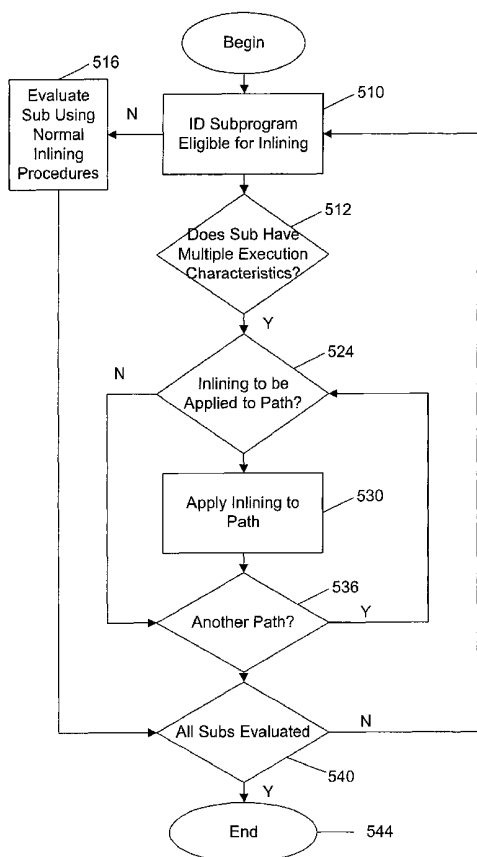 Begin
516
Evaluate
Sub Using
Normal
Inlining
Procedures
N
510
ID Subprogram
Eligible for Inlining
512
Does Sub Have
Multiple Execution
Characteristics?
Y
524
N
Inlining to be
Applied to Path?
530
Apply Inlining to
Path
536
Another Path?
Y
All Subs Evaluated
N
540
Y
End
544